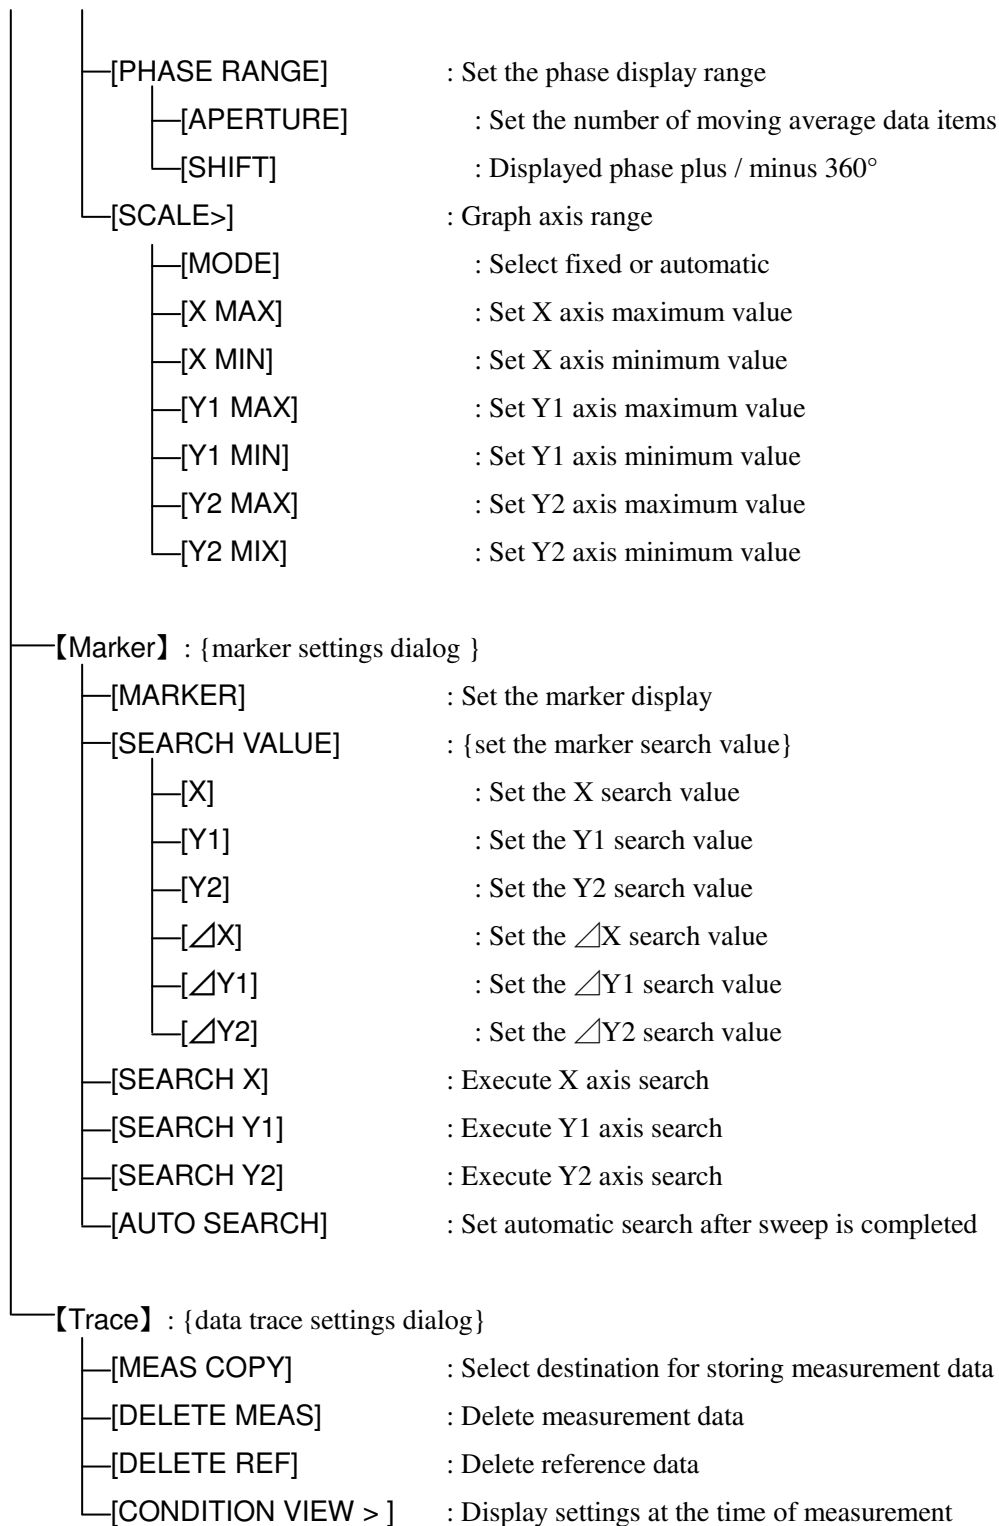 [PHASE RANGE] : Set the phase display range
[APERTURE] : Set the number of moving average data items
[SHIFT] : Displayed phase plus / minus 360°
[SCALE>] : Graph axis range
[MODE] : Select fixed or automatic
[X MAX] : Set X axis maximum value
[X MIN] : Set X axis minimum value
[Y1 MAX] : Set Y1 axis maximum value
[Y1 MIN] : Set Y1 axis minimum value
[Y2 MAX] : Set Y2 axis maximum value
[Y2 MIX] : Set Y2 axis minimum value
【Marker】 : {marker settings dialog }
[MARKER] : Set the marker display
[SEARCH VALUE] : {set the marker search value}
[X] : Set the X search value
[Y1] : Set the Y1 search value
[Y2] : Set the Y2 search value
[⊿X] : Set the ⊿X search value
[⊿Y1] : Set the ⊿Y1 search value
[⊿Y2] : Set the ⊿Y2 search value
[SEARCH X] : Execute X axis search
[SEARCH Y1] : Execute Y1 axis search
[SEARCH Y2] : Execute Y2 axis search
[AUTO SEARCH] : Set automatic search after sweep is completed
【Trace】 : {data trace settings dialog}
[MEAS COPY] : Select destination for storing measurement data
[DELETE MEAS] : Delete measurement data
[DELETE REF] : Delete reference data
[CONDITION VIEW > ] : Display settings at the time of measurement